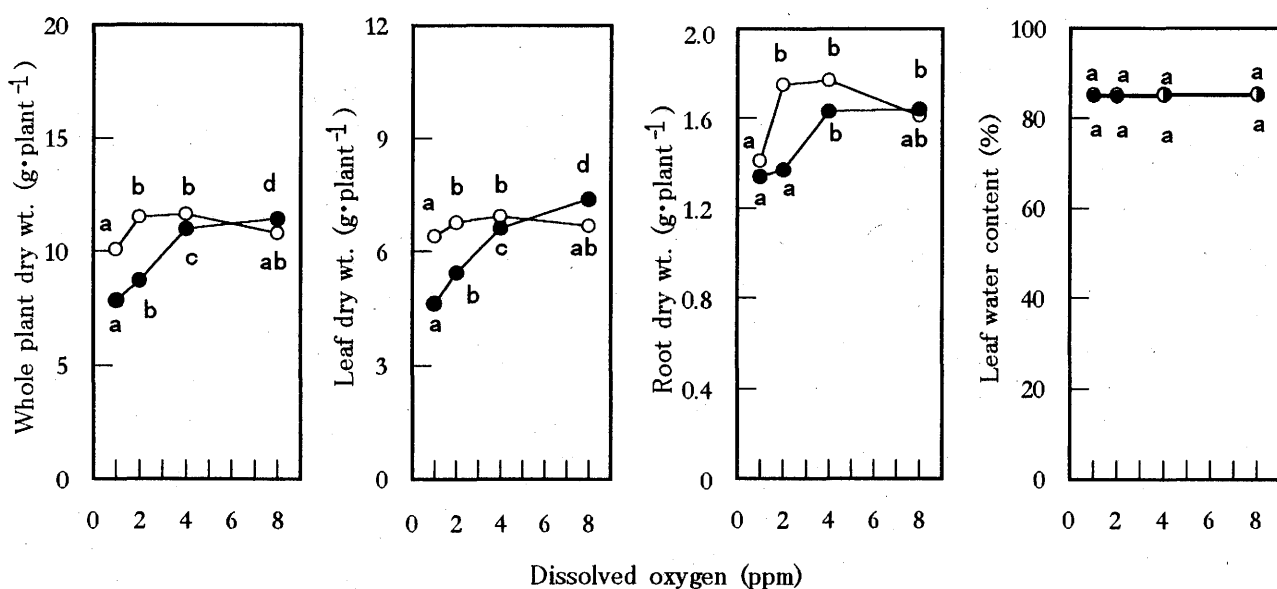 Whole plant dry wt. (g·plant⁻¹)
20
15
10
5
0
a b b d
a b c ab
0 2 4 6 8
Leaf dry wt. (g·plant⁻¹)
12
9
6
3
0
a b b d
a b c ab
0 2 4 6 8
Root dry wt. (g·plant⁻¹)
2.0
1.6
1.2
0.4
0
a b b b
a a b ab
0 2 4 6 8
Leaf water content (%)
100
80
60
40
20
0
a a a a
a a a a
0 2 4 6 8
Dissolved oxygen (ppm)